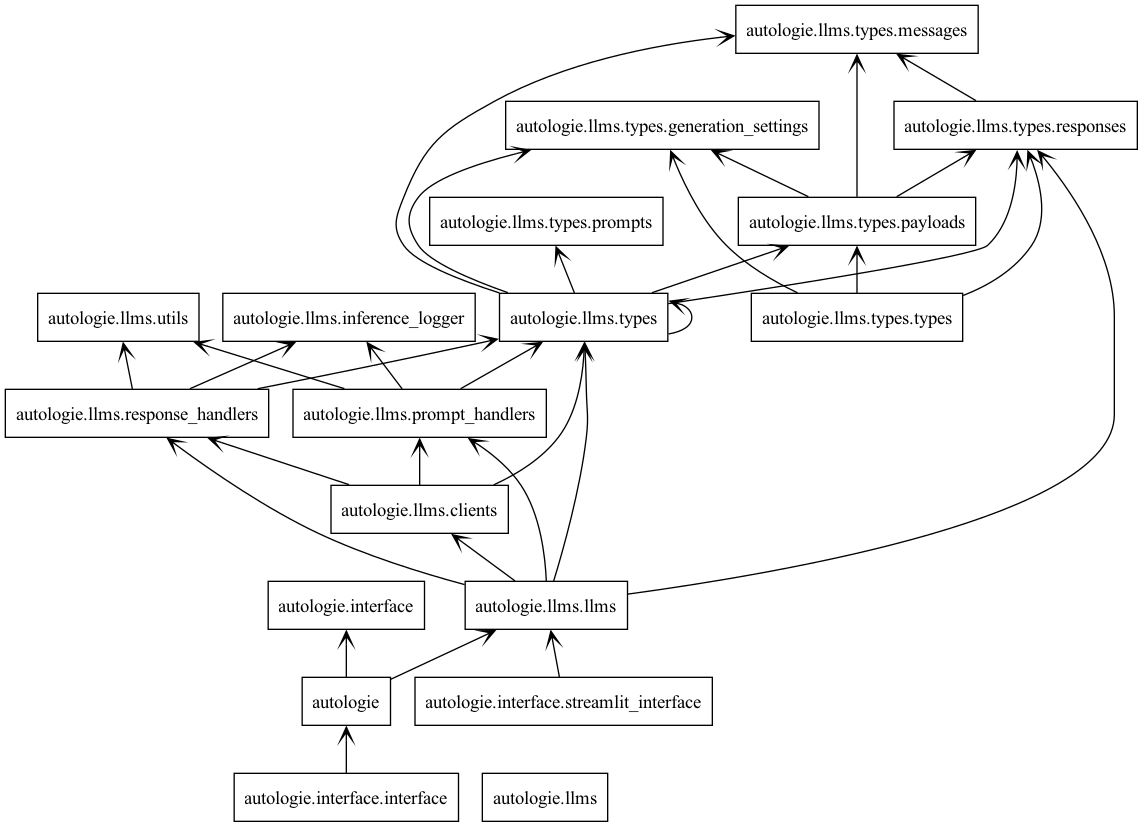 autologie.llms.types.messages
autologie.llms.types.generation_settings
autologie.llms.types.responses
autologie.llms.types.prompts
autologie.llms.types.payloads
autologie.llms.utils
autologie.llms.inference_logger
autologie.llms.types
autologie.llms.types.types
autologie.llms.response_handlers
autologie.llms.prompt_handlers
autologie.llms.clients
autologie.interface
autologie.llms.llms
autologie
autologie.interface.streamlit_interface
autologie.interface.interface
autologie.llms